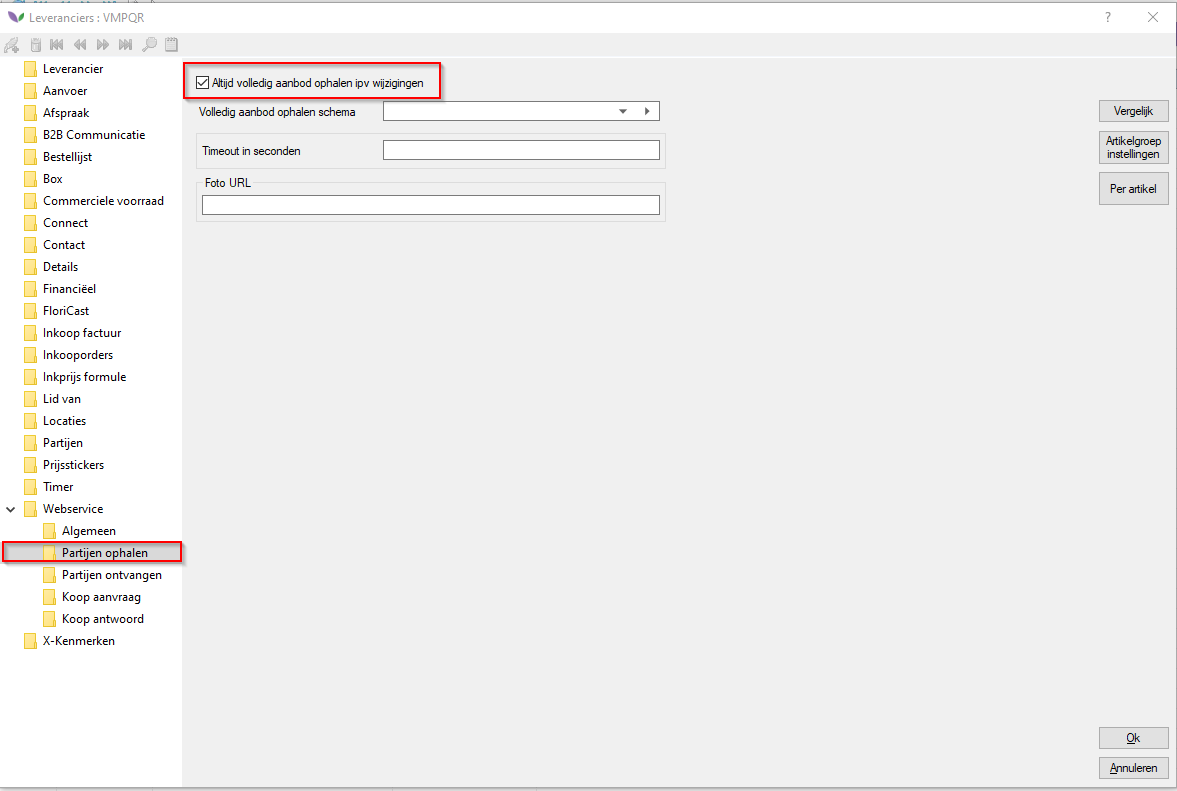 Leveranciers : VMPQR
?
Leverancier
Aanvoer
Afspraak
B2B Communicatie
Bestellijst
Box
Commerciele voorraad
Connect
Contact
Details
Financiëel
FloriCast
Inkoop factuur
Inkooporders
Inkprijs formule
Lid van
Locaties
Partijen
Prijsstickers
Timer
Webservice
Algemeen
Partijen ophalen
Partijen ontvangen
Koop aanvraag
Koop antwoord
X-Kenmerken
Altijd volledig aanbod ophalen ipv wijzigingen
Volledig aanbod ophalen schema
Timeout in seconden
Foto URL
Vergelijk
Artikelgroep
instellingen
Per artikel
Ok
Annuleren